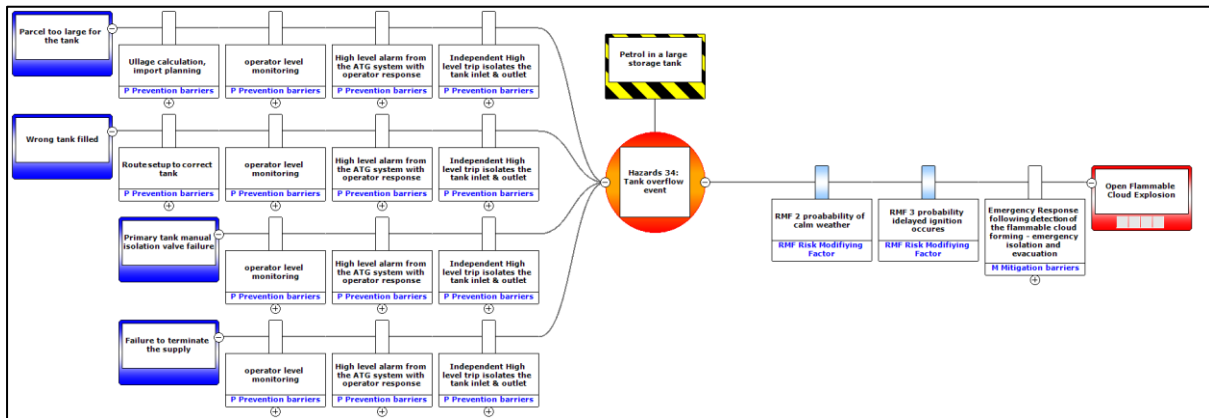 Parcel too large for
the tank
Ullage calculation,
import planning
P Prevention barriers
operator level
monitoring
P Prevention barriers
High level alarm from
the ATG system with
operator response
P Prevention barriers
Independent High
level trip isolates the
tank inlet & outlet
P Prevention barriers
Wrong tank filled
Route setup to correct
tank
P Prevention barriers
operator level
monitoring
P Prevention barriers
High level alarm from
the ATG system with
operator response
P Prevention barriers
Independent High
level trip isolates the
tank inlet & outlet
P Prevention barriers
Primary tank manual
isolation valve failure
operator level
monitoring
P Prevention barriers
High level alarm from
the ATG system with
operator response
P Prevention barriers
Independent High
level trip isolates the
tank inlet & outlet
P Prevention barriers
Failure to terminate
the supply
operator level
monitoring
P Prevention barriers
High level alarm from
the ATG system with
operator response
P Prevention barriers
Independent High
level trip isolates the
tank inlet & outlet
P Prevention barriers
Petrol in a large
storage tank
Hazards 34:
Tank overflow
event
RMF 2 proabability of
calm weather
RMF Risk Modifiying
Factor
RMF 3 probability
idelayed ignition
occures
RMF Risk Modifiying
Factor
Emergency Response
following detection of
the flammable cloud
forming - emergency
isolation and
evacuation
M Mitigation barriers
Open Flammable
Cloud Explosion